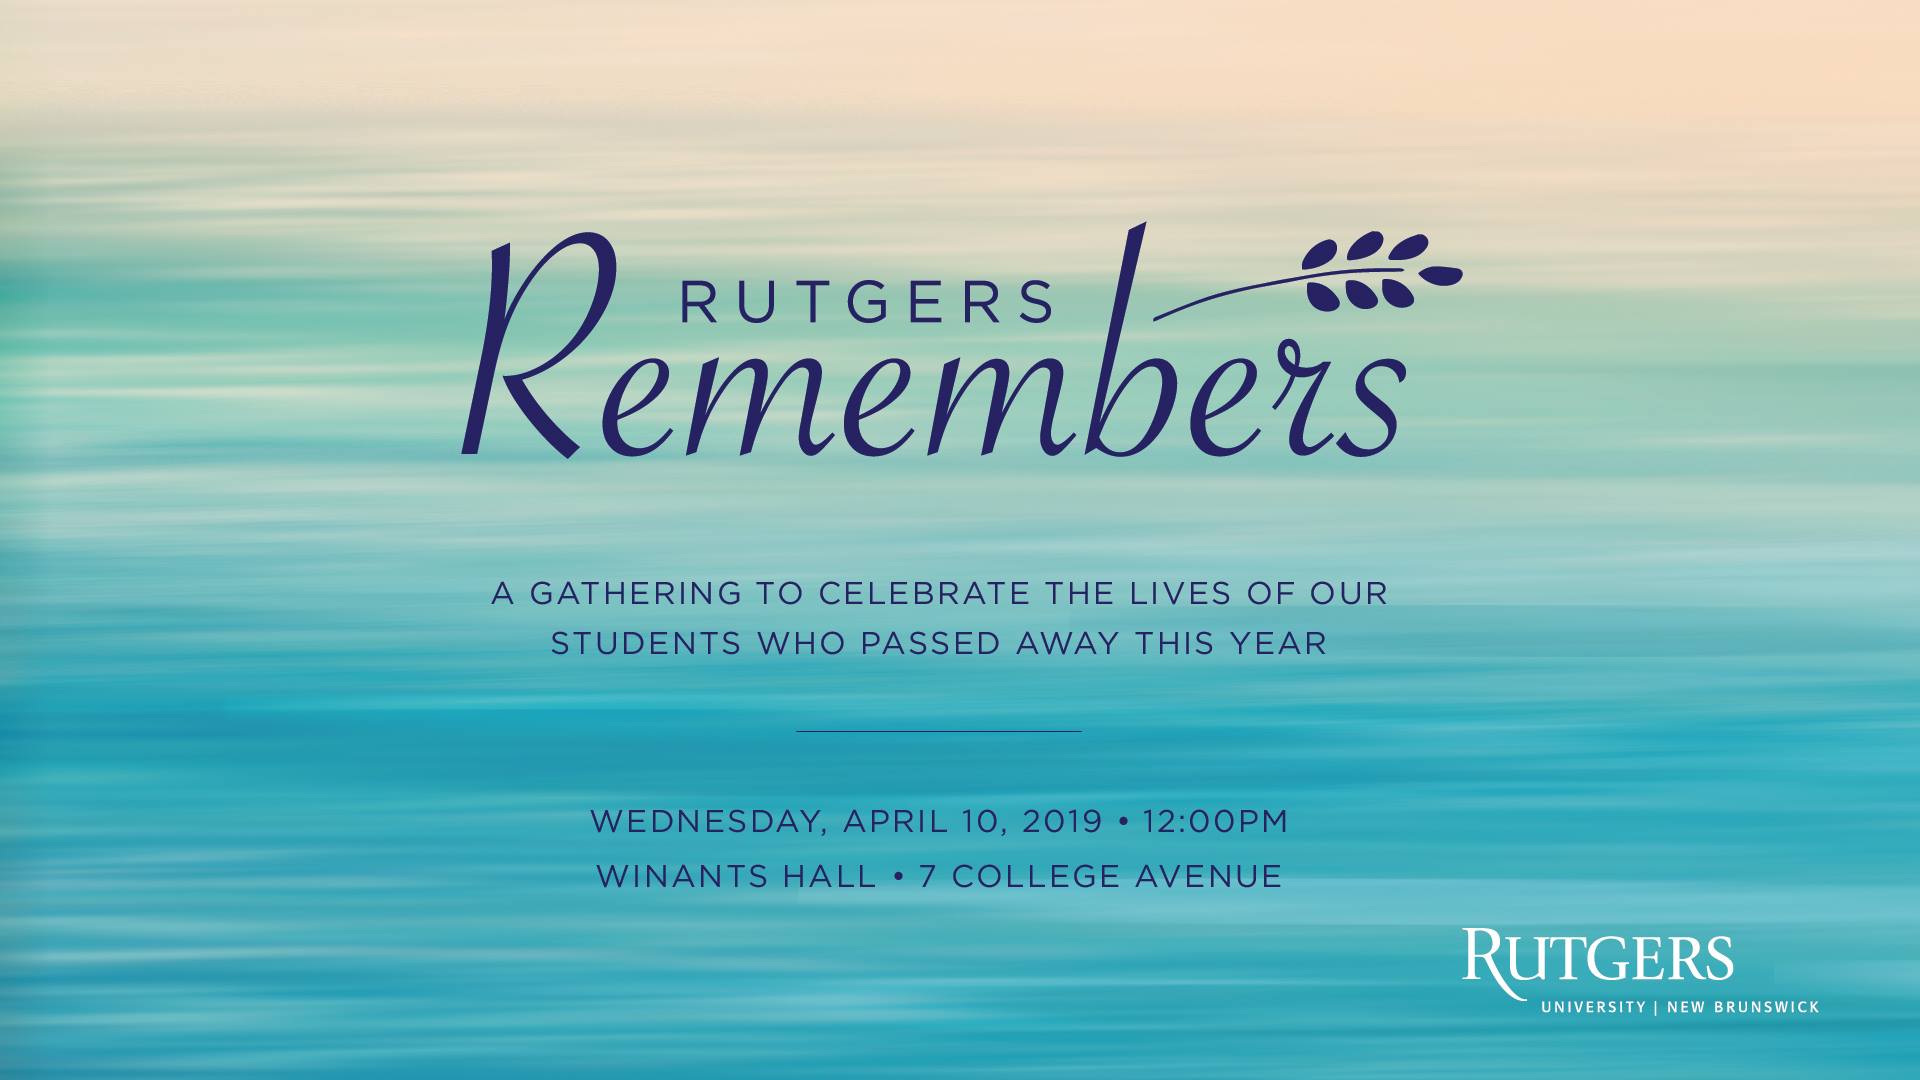 RUTGERS
Remembers
A GATHERING TO CELEBRATE THE LIVES OF OUR
STUDENTS WHO PASSED AWAY THIS YEAR
WEDNESDAY, APRIL 10, 2019 • 12:00PM
WINANTS HALL • 7 COLLEGE AVENUE
RUTGERS
UNIVERSITY | NEW BRUNSWICK